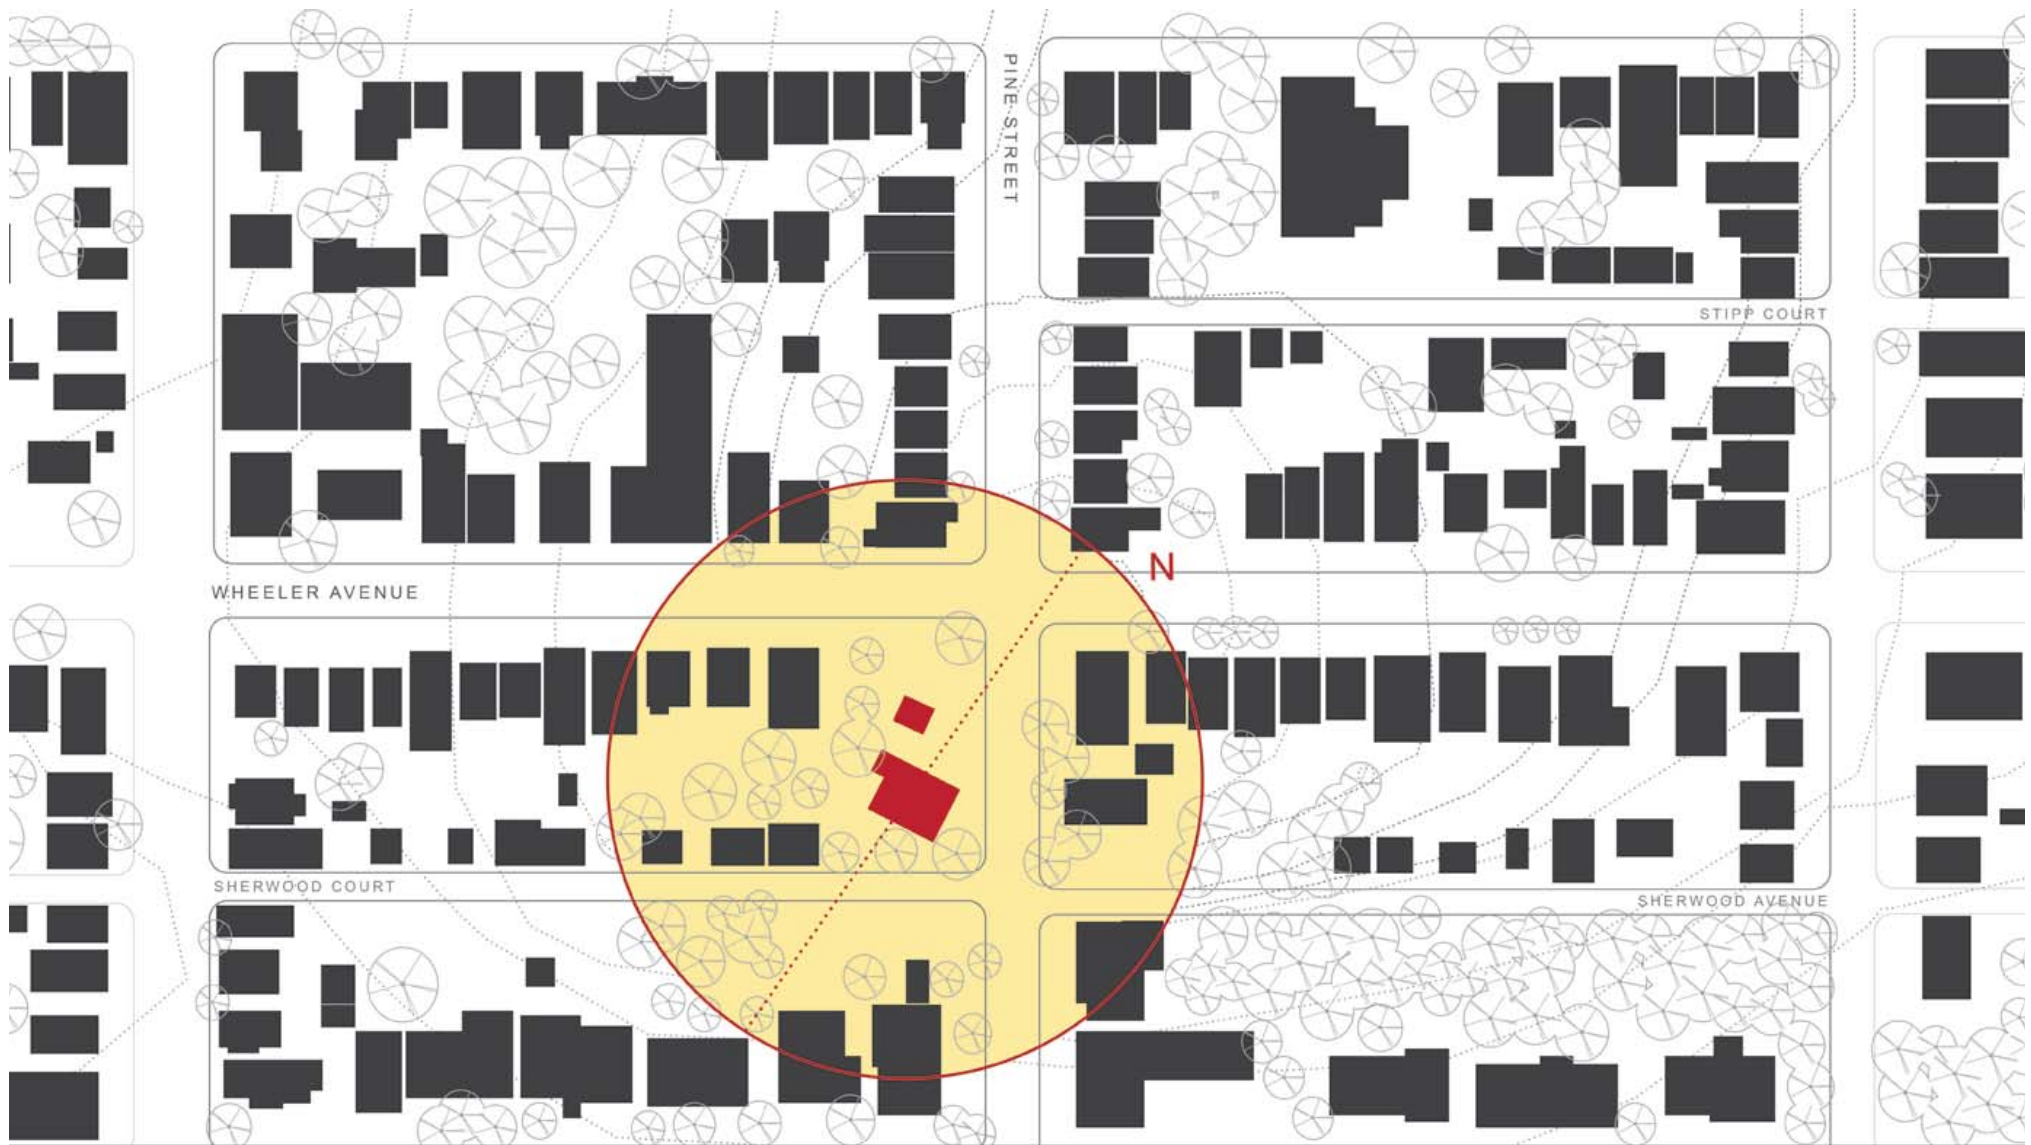 PINE STREET
STIPP COURT
N
WHEELER AVENUE
SHERWOOD COURT
SHERWOOD AVENUE